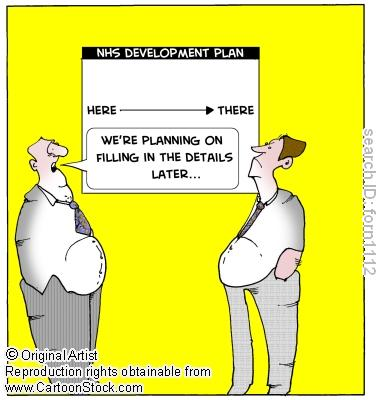 NHS DEVELOPMENT PLAN
HERE THERE
WE'RE PLANNING ON
FILLING IN THE DETAILS
LATER...
© Original Artist
Reproduction rights obtainable from
www.CartoonStock.com
search.ID:forn1112